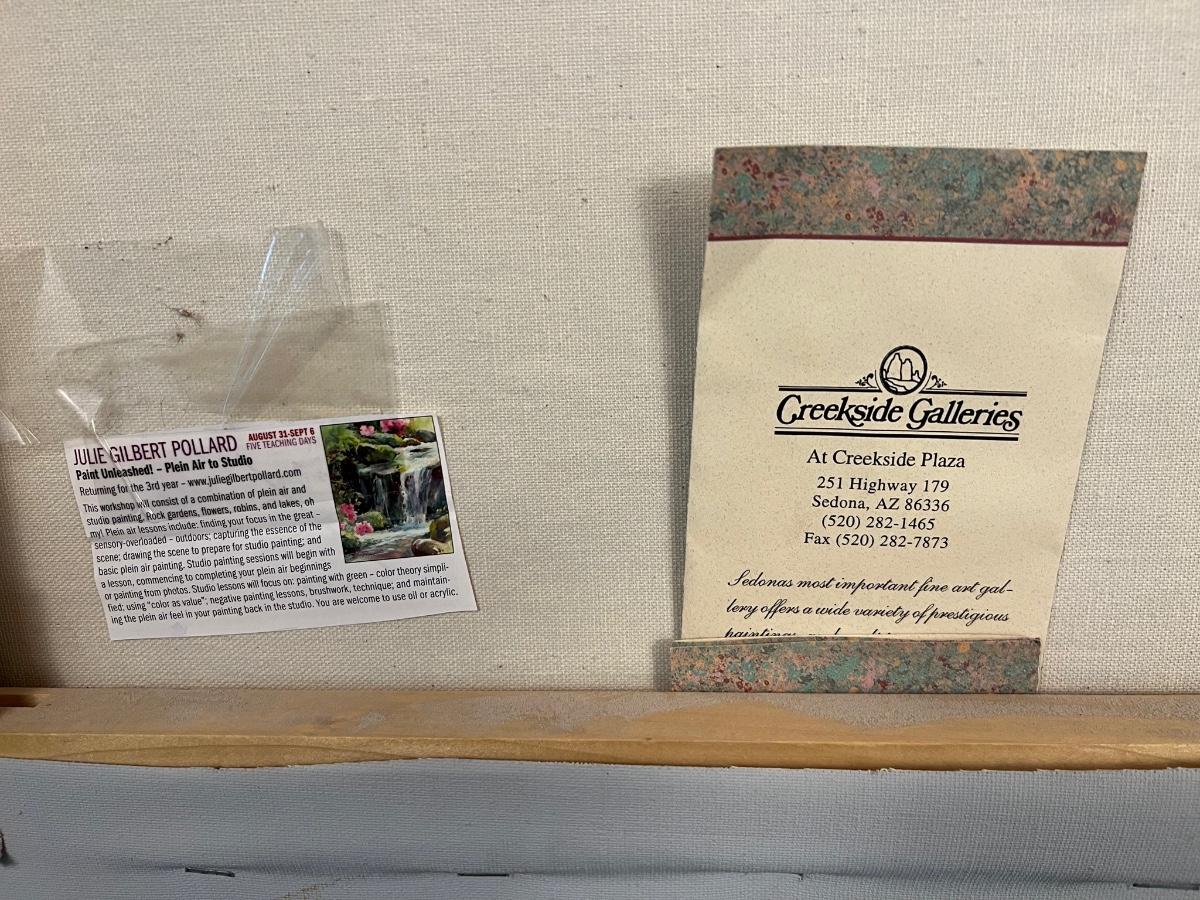 JULIE GILBERT POLLARD
AUGUST 31-SEPT 6
FIVE TEACHING DAYS
Paint Unleashed! – Plein Air to Studio
Returning for the 3rd year – www.juliegilbertpollard.com
This workshop will consist of a combination of plein air and
studio painting. Rock gardens, flowers, robins, and lakes, oh
my! Plein air lessons include: finding your focus in the great –
sensory-overloaded – outdoors; capturing the essence of the
scene; drawing the scene to prepare for studio painting; and
basic plein air painting. Studio painting sessions will begin with
a lesson, commencing to completing your plein air beginnings
or painting from photos. Studio lessons will focus on: painting with green – color theory simpli-
fied; using "color as value"; negative painting lessons, brushwork, technique; and maintain-
ing the plein air feel in your painting back in the studio. You are welcome to use oil or acrylic.
Creekside Galleries
At Creekside Plaza
251 Highway 179
Sedona, AZ 86336
(520) 282-1465
Fax (520) 282-7873
Sedonas most important fine art gal-
lery offers a wide variety of prestigious
paintings